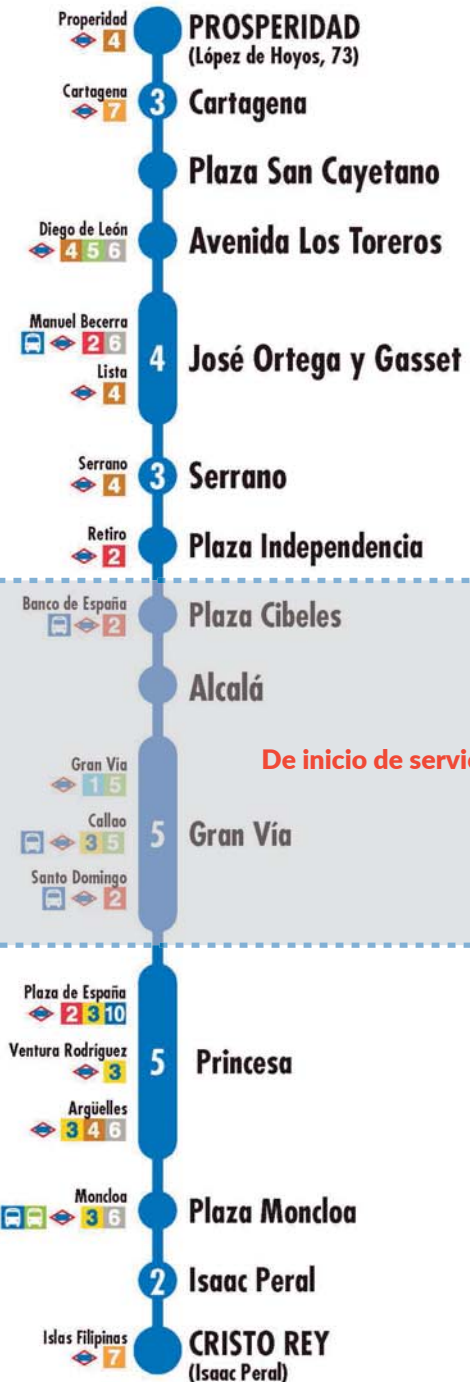 Properidad
4
PROSPERIDAD
(López de Hoyos, 73)
Cartagena
7
3
Cartagena
Plaza San Cayetano
Diego de León
4 5 6
Avenida Los Toreros
Manuel Becerra
2 6
Lista
4
4
José Ortega y Gasset
Serrano
4
3
Serrano
Retiro
2
Plaza Independencia
Banco de España
2
Plaza Cibeles
Alcalá
De inicio de servic
Gran Via
1 5
Callao
3 5
Santo Domingo
2
5
Gran Vía
Plaza de España
2 3 10
Ventura Rodríguez
3
Argüelles
3 4 6
5
Princesa
Moncloa
3 6
Plaza Moncloa
2
Isaac Peral
Islas Filipinas
7
CRISTO REY
(Isaac Peral)